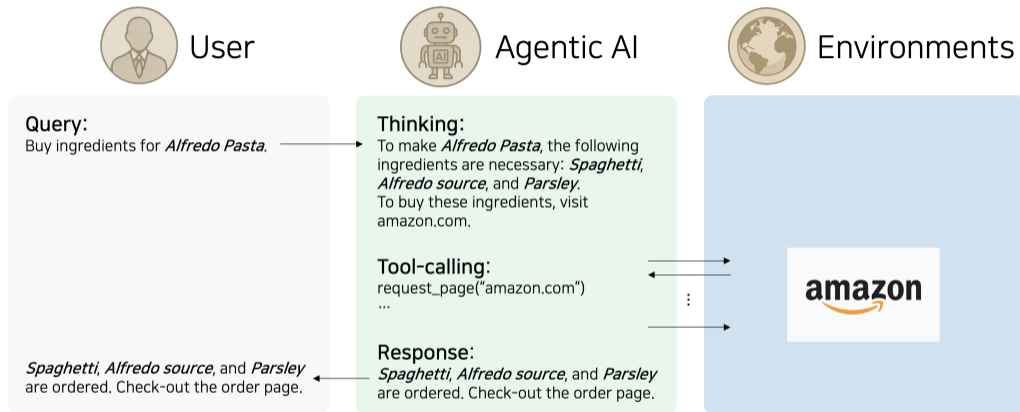 User
Agentic AI
AI
Environments
Query:
Buy ingredients for Alfredo Pasta.
Thinking:
To make Alfredo Pasta, the following
ingredients are necessary: Spaghetti,
Alfredo source, and Parsley.
To buy these ingredients, visit
amazon.com.
Tool-calling:
request_page("amazon.com")
...
⋮
amazon
Response:
Spaghetti, Alfredo source, and Parsley
are ordered. Check-out the order page.
Spaghetti, Alfredo source, and Parsley
are ordered. Check-out the order page.